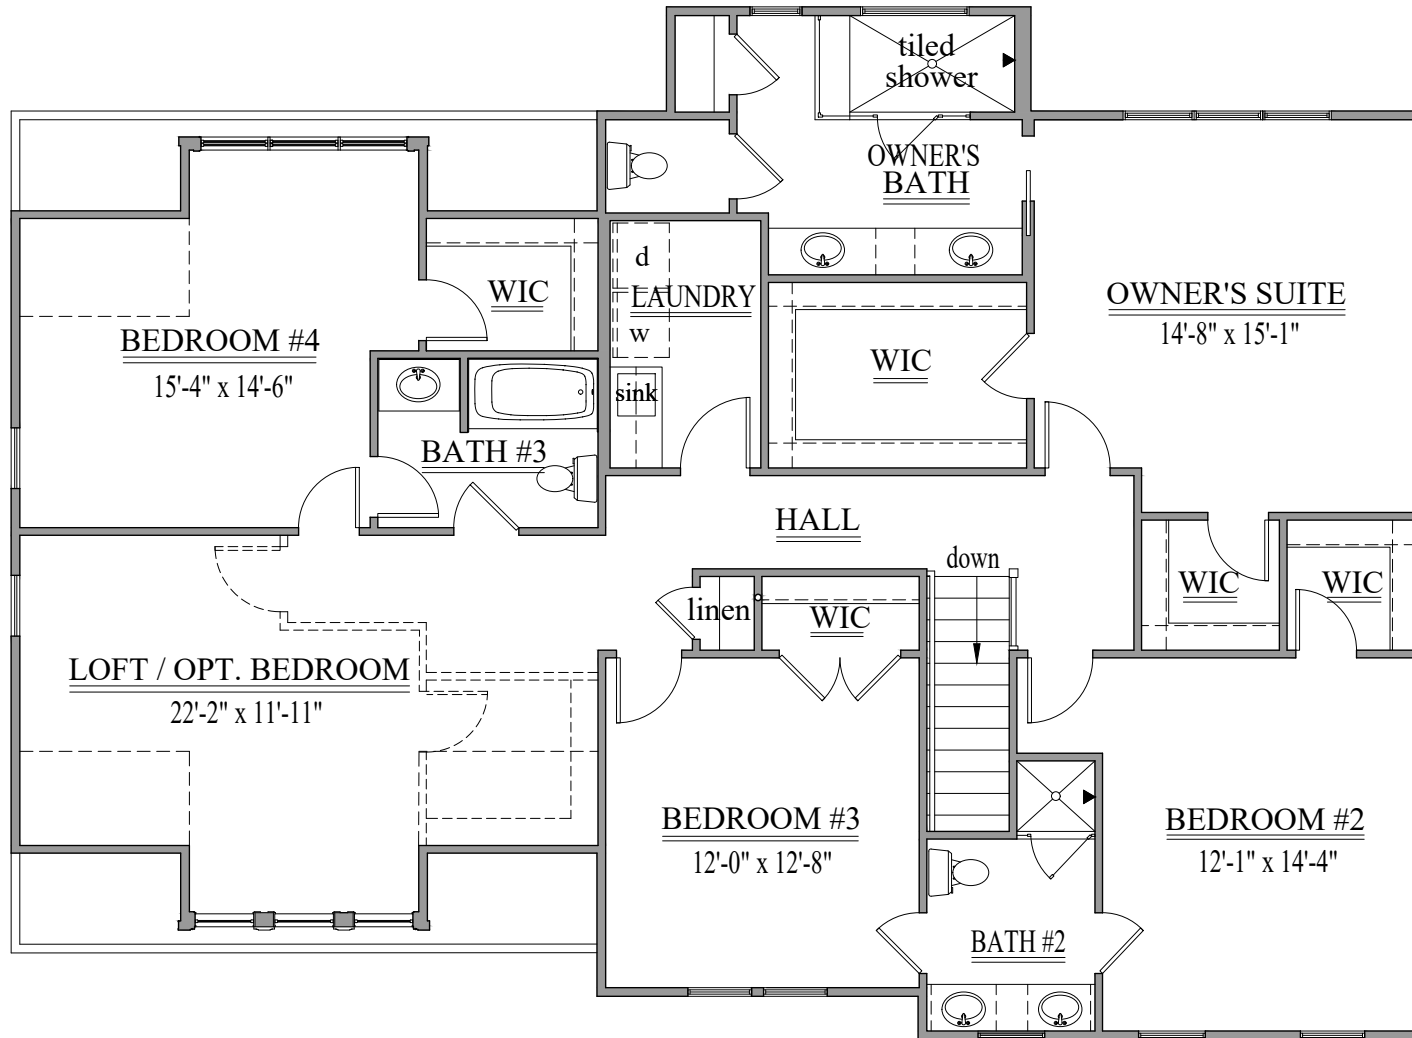 tiled
shower
OWNER'S
BATH
d
LAUNDRY
w
sink
WIC
BEDROOM #4
15'-4" x 14'-6"
WIC
OWNER'S SUITE
14'-8" x 15'-1"
BATH #3
HALL
down
WIC
WIC
linen
WIC
LOFT / OPT. BEDROOM
22'-2" x 11'-11"
BEDROOM #3
12'-0" x 12'-8"
BEDROOM #2
12'-1" x 14'-4"
BATH #2